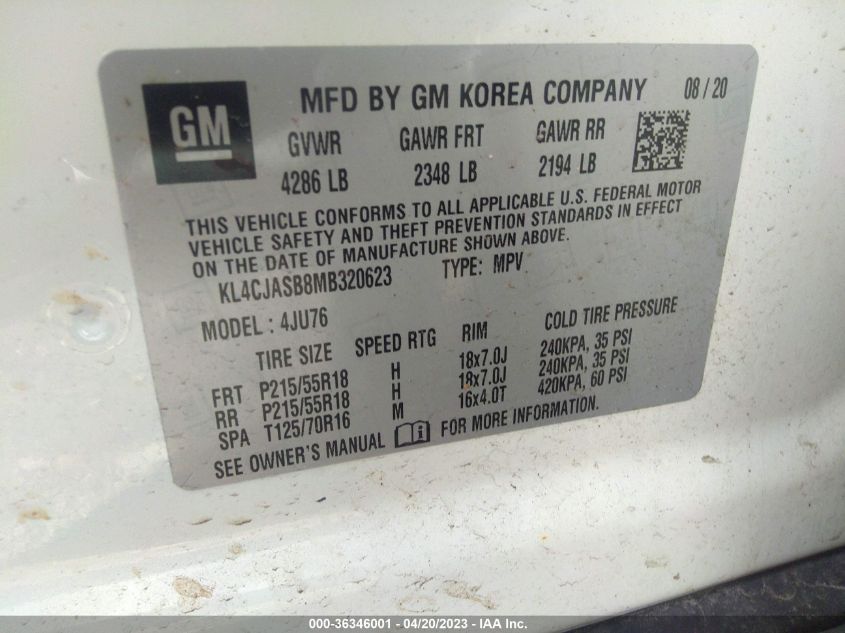 GM
MFD BY GM KOREA COMPANY 08/20
GVWR GAWR FRT GAWR RR
4286 LB 2348 LB 2194 LB
THIS VEHICLE CONFORMS TO ALL APPLICABLE U.S. FEDERAL MOTOR
VEHICLE SAFETY AND THEFT PREVENTION STANDARDS IN EFFECT
ON THE DATE OF MANUFACTURE SHOWN ABOVE.
KL4CJASB8MB320623 TYPE: MPV
MODEL : 4JU76
TIRE SIZE SPEED RTG RIM COLD TIRE PRESSURE
FRT P215/55R18 H 18x7.0J 240KPA, 35 PSI
RR P215/55R18 H 18x7.0J 240KPA, 35 PSI
SPA T125/70R16 M 16x4.0T 420KPA, 60 PSI
SEE OWNER'S MANUAL FOR MORE INFORMATION.
000-36346001 - 04/20/2023 - IAA Inc.